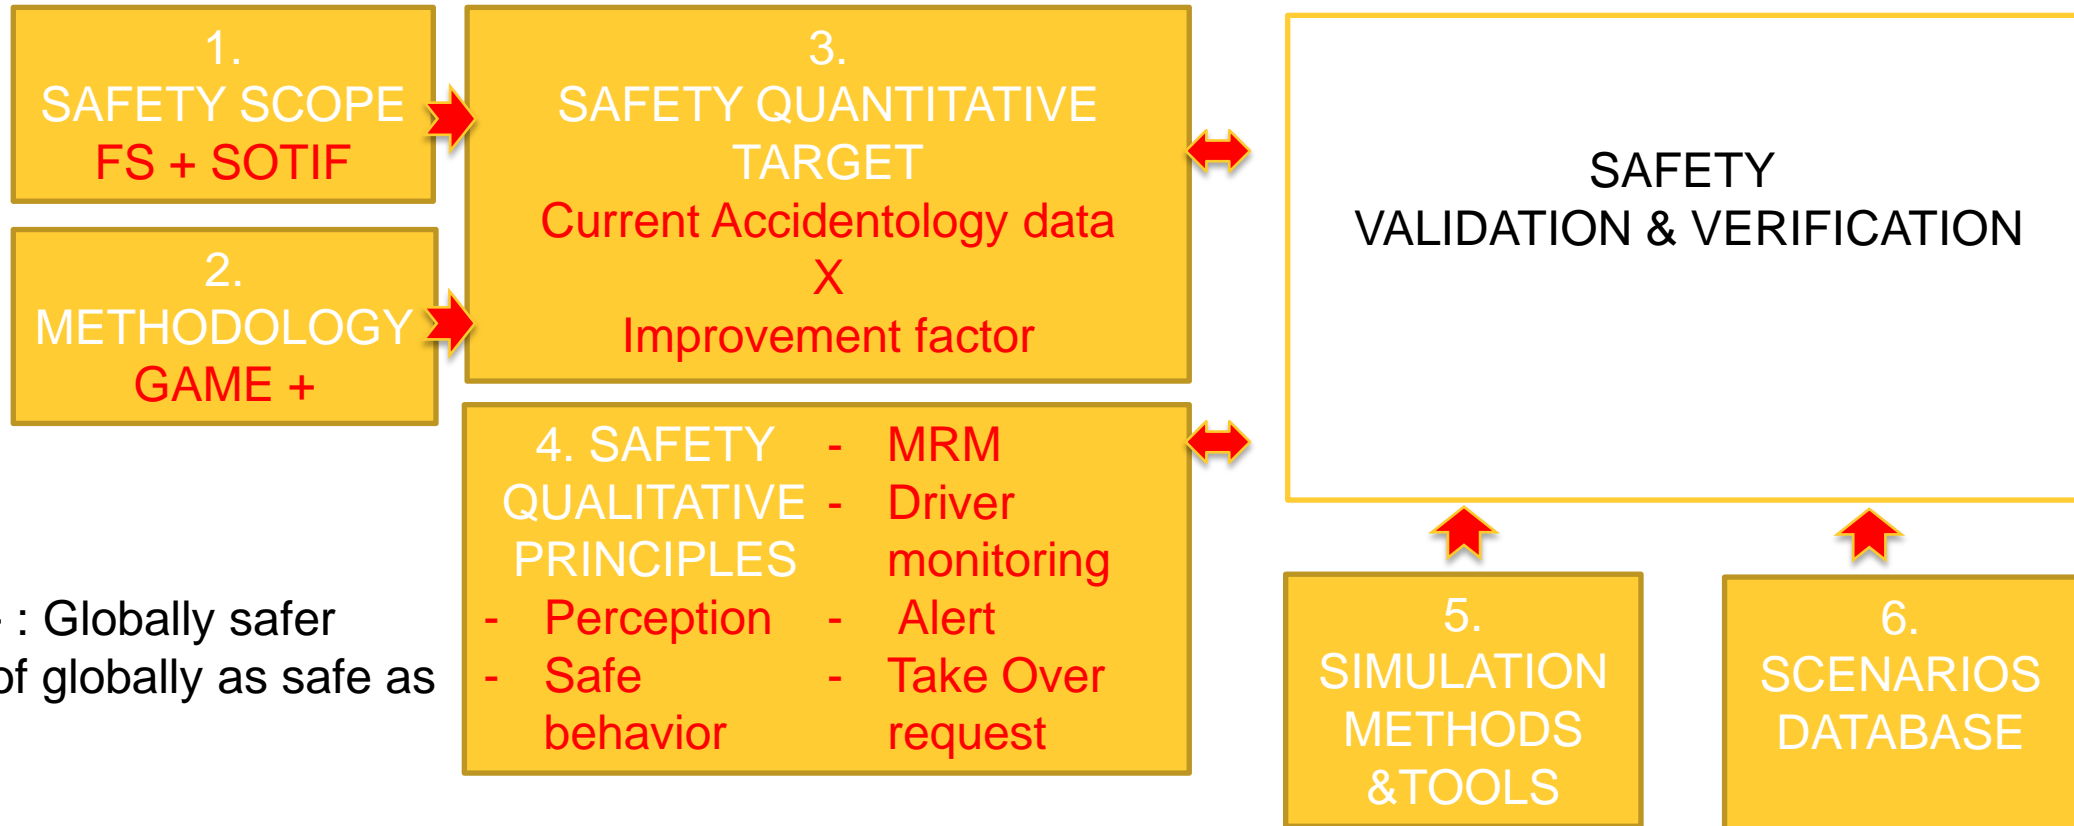 1.
SAFETY SCOPE
FS + SOTIF
2.
METHODOLOGY
GAME +
3.
SAFETY QUANTITATIVE
TARGET
Current Accidentology data
X
Improvement factor
4. SAFETY
QUALITATIVE
PRINCIPLES
- Perception
- Safe
behavior
- MRM
- Driver
monitoring
- Alert
- Take Over
request
SAFETY
VALIDATION & VERIFICATION
5.
SIMULATION
METHODS
&TOOLS
6.
SCENARIOS
DATABASE
: Globally safer
of globally as safe as